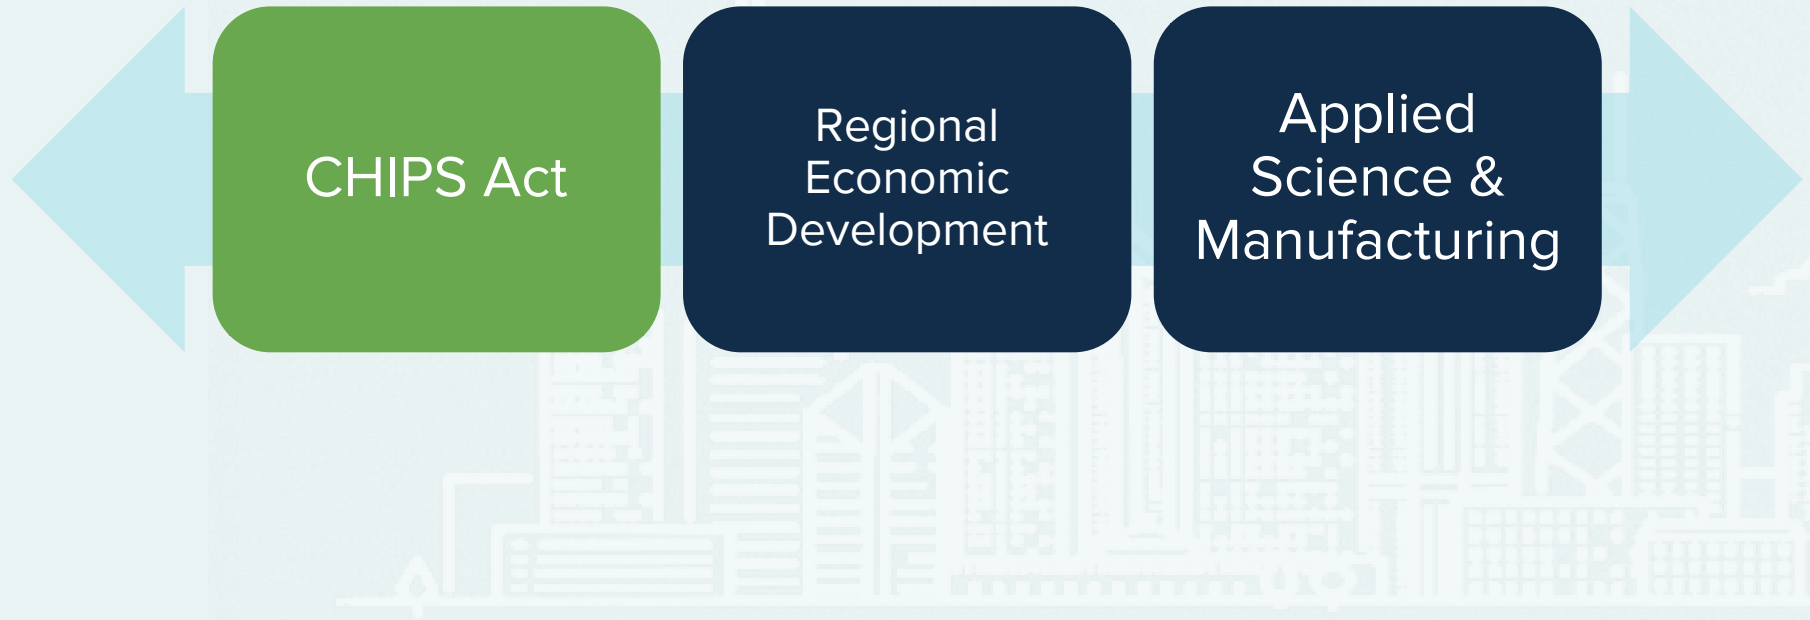 CHIPS Act
Regional
Economic
Development
Applied
Science &
Manufacturing